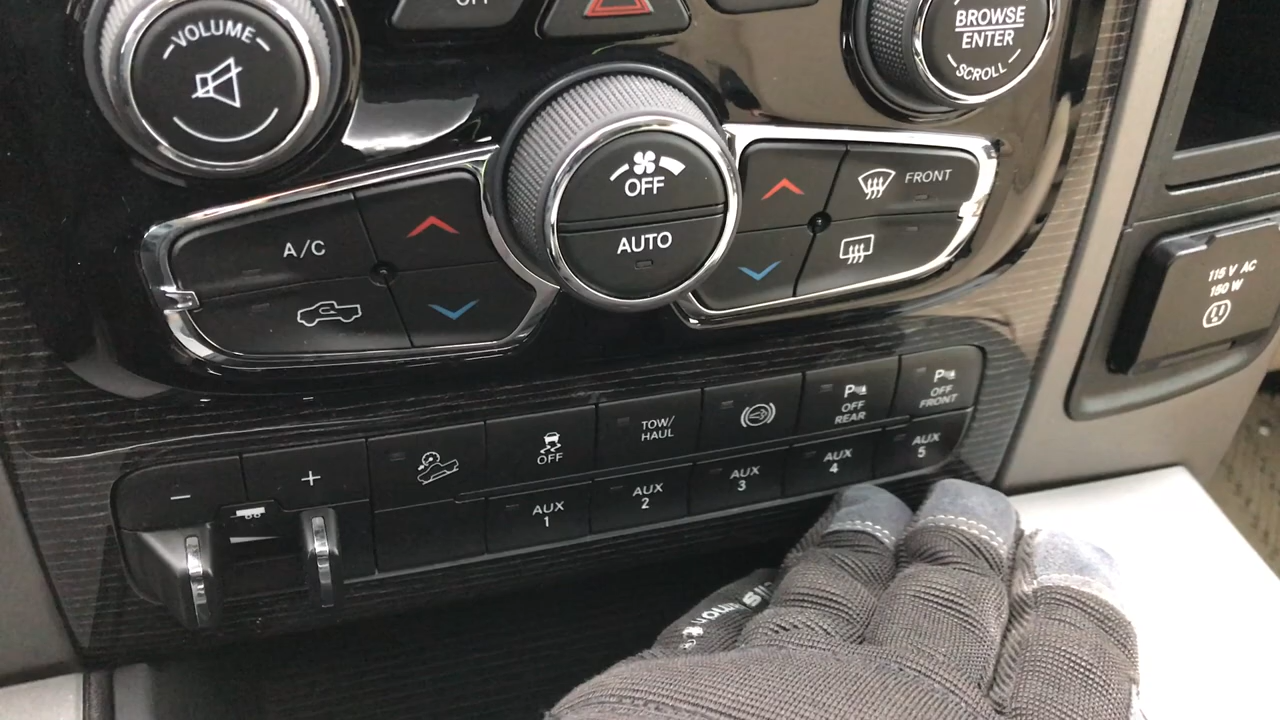 OFF
VOLUME
BROWSE
ENTER
SCROLL
OFF
AUTO
A/C
FRONT
115 V AC
150 W
TOW/
HAUL
OFF
P
OFF
REAR
P
OFF
FRONT
AUX
1
AUX
2
AUX
3
AUX
4
AUX
5
− +